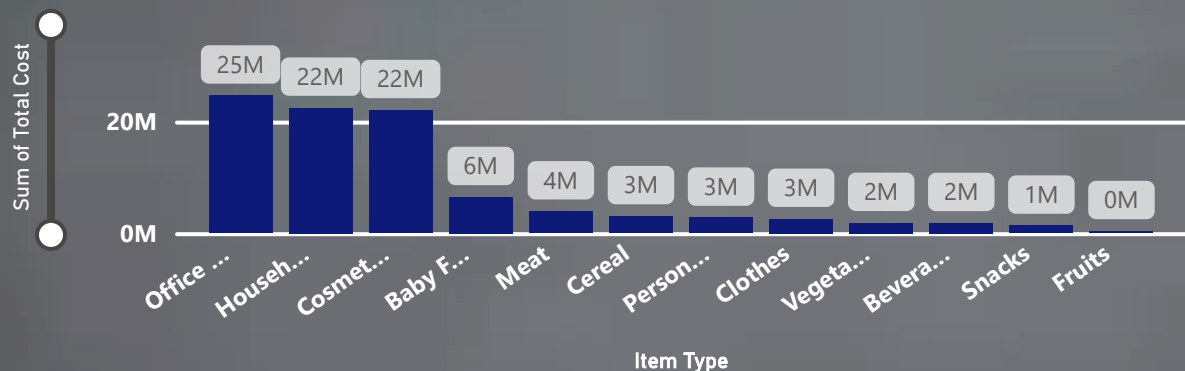 Sum of Total Cost
20M
0M
25M
22M
22M
6M
4M
3M
3M
3M
2M
2M
1M
0M
Office ...
Househ...
Cosmet...
Baby F...
Meat
Cereal
Person...
Clothes
Vegeta...
Bevera...
Snacks
Fruits
Item Type